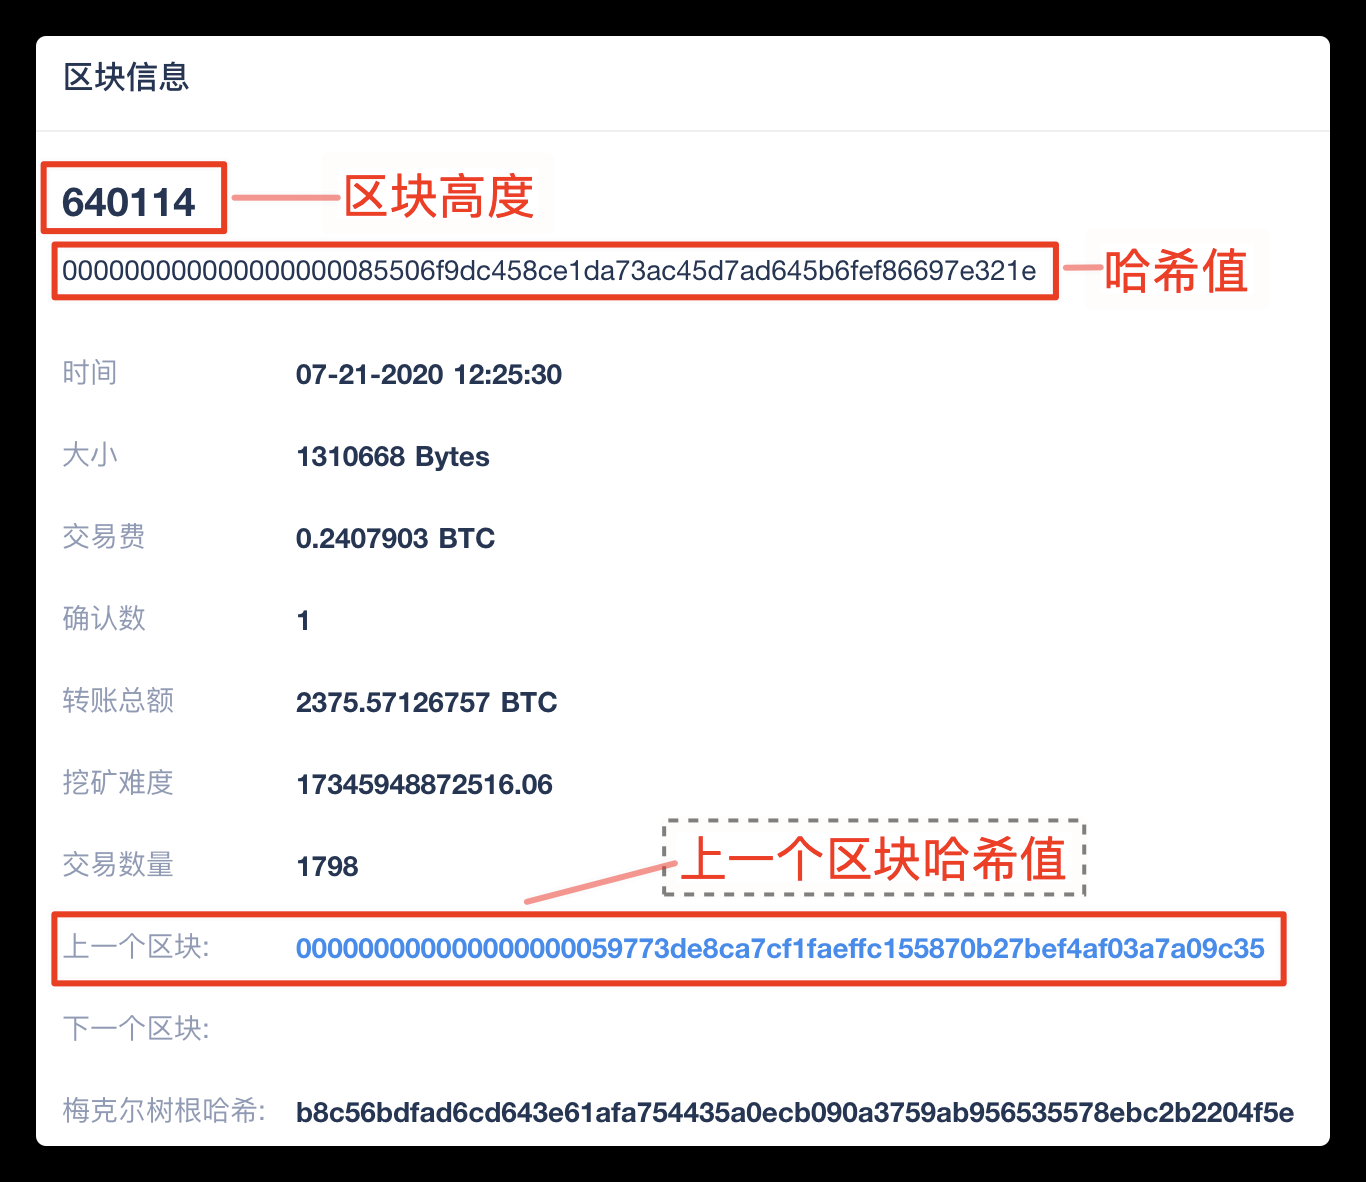 区块信息
640114
区块高度
0000000000000000000085506f9dc458ce1da73ac45d7ad645b6fef86697e321e
哈希值
时间 07-21-2020 12:25:30
大小 1310668 Bytes
交易费 0.2407903 BTC
确认数 1
转账总额 2375.57126757 BTC
挖矿难度 17345948872516.06
交易数量 1798
上一个区块哈希值
上一个区块: 0000000000000000000059773de8ca7cf1faeffc155870b27bef4af03a7a09c35
下一个区块:
梅克尔树根哈希: b8c56bdfad6cd643e61afa754435a0ecb090a3759ab956535578ebc2b2204f5e